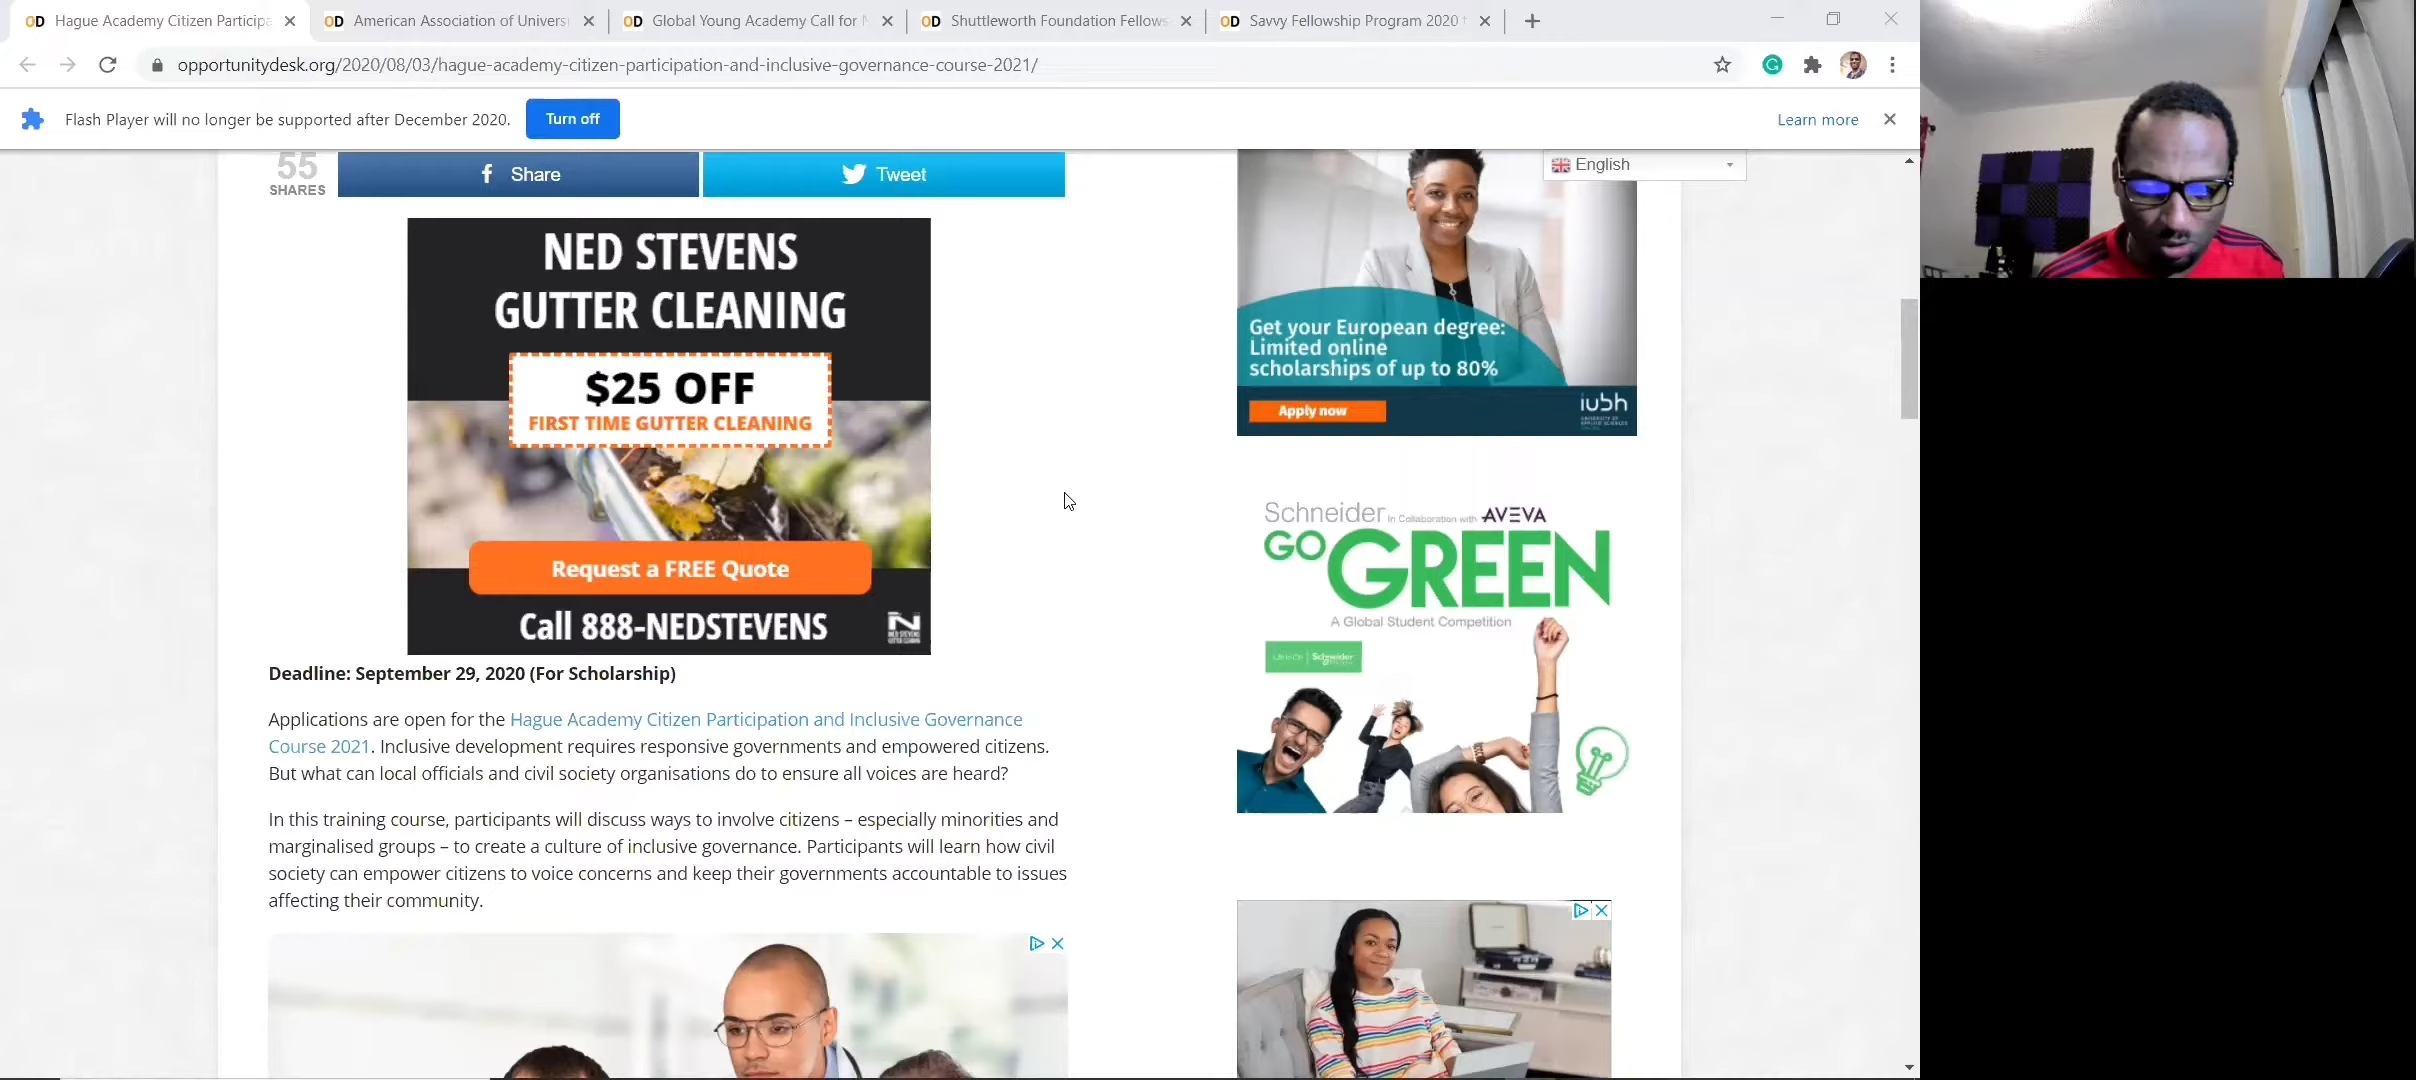 OD Hague Academy Citizen Participa
OD American Association of Univers
OD Global Young Academy Call for N
OD Shuttleworth Foundation Fellows
OD Savvy Fellowship Program 2020 f
opportunitydesk.org/2020/08/03/hague-academy-citizen-participation-and-inclusive-governance-course-2021/
Flash Player will no longer be supported after December 2020.
Turn off
Learn more
55
SHARES
Share
Tweet
English
NED STEVENS
GUTTER CLEANING
$25 OFF
FIRST TIME GUTTER CLEANING
Request a FREE Quote
Call 888-NEDSTEVENS
Deadline: September 29, 2020 (For Scholarship)
Applications are open for the Hague Academy Citizen Participation and Inclusive Governance
Course 2021. Inclusive development requires responsive governments and empowered citizens.
But what can local officials and civil society organisations do to ensure all voices are heard?
In this training course, participants will discuss ways to involve citizens – especially minorities and
marginalised groups – to create a culture of inclusive governance. Participants will learn how civil
society can empower citizens to voice concerns and keep their governments accountable to issues
affecting their community.
Get your European degree:
Limited online
scholarships of up to 80%
Apply now
iubh
Schneider In Collaboration with AVEVA
GO GREEN
A Global Student Competition